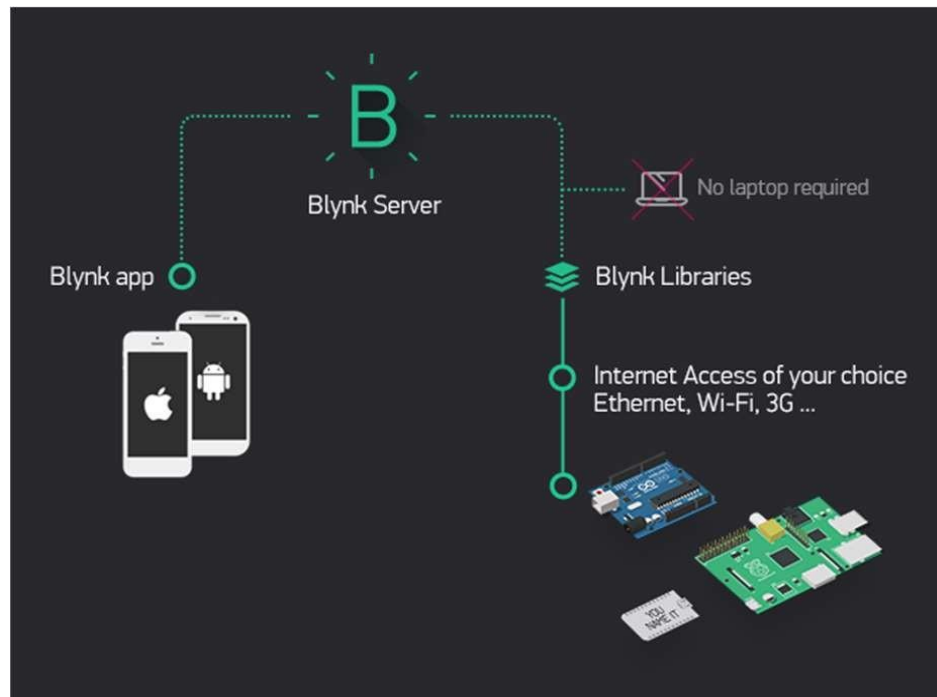 B
Blynk Server
No laptop required
Blynk app
Blynk Libraries
Internet Access of your choice
Ethernet, Wi-Fi, 3G ...
YOU
NAME IT